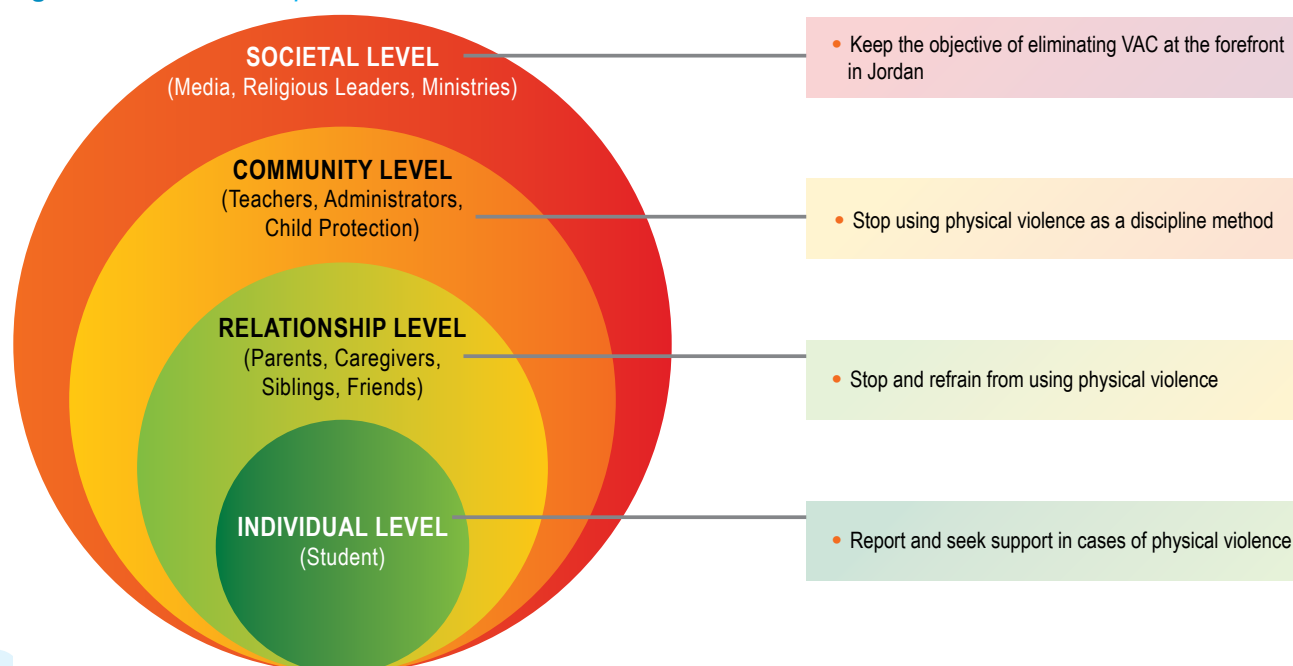 SOCIETAL LEVEL
(Media, Religious Leaders, Ministries)
• Keep the objective of eliminating VAC at the forefront
in Jordan
COMMUNITY LEVEL
(Teachers, Administrators,
Child Protection)
• Stop using physical violence as a discipline method
RELATIONSHIP LEVEL
(Parents, Caregivers,
Siblings, Friends)
• Stop and refrain from using physical violence
INDIVIDUAL LEVEL
(Student)
• Report and seek support in cases of physical violence